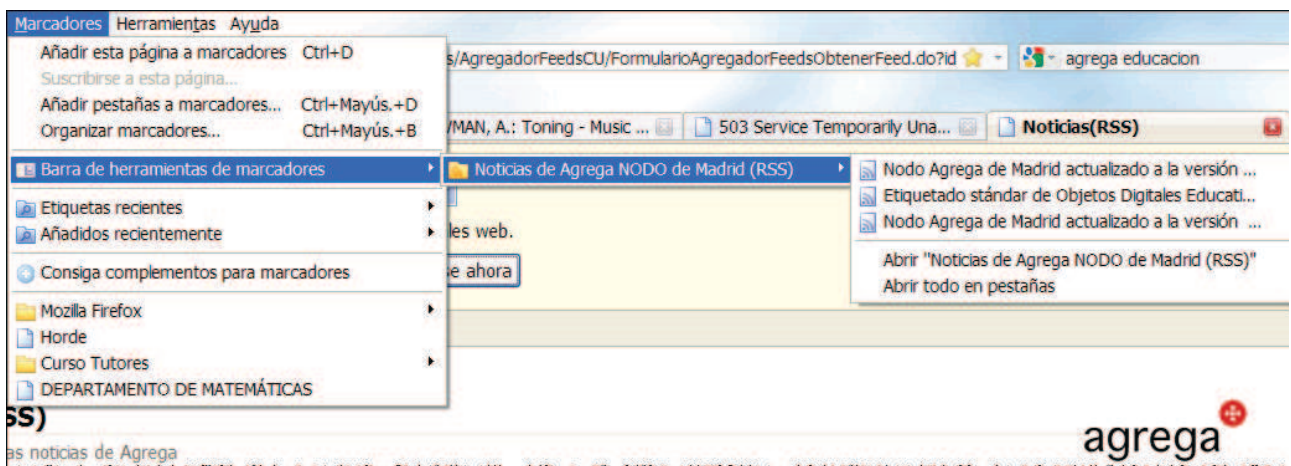 Marcadores Herramientas Ayuda
Añadir esta página a marcadores Ctrl+D
Suscribirse a esta página...
Añadir pestañas a marcadores... Ctrl+Mayús.+D
Organizar marcadores... Ctrl+Mayús.+B
Barra de herramientas de marcadores
Etiquetas recientes
Añadidos recientemente
Consiga complementos para marcadores
Mozilla Firefox
Horde
Curso Tutores
DEPARTAMENTO DE MATEMÁTICAS
s/AgregadorFeedsCU/FormularioAgregadorFeedsObtenerFeed.do?id agrega educacion
/MAN, A.: Toning - Music ... 503 Service Temporarily Una... Noticias(RSS)
Noticias de Agrega NODO de Madrid (RSS)
Nodo Agrega de Madrid actualizado a la versión ...
Etiquetado stándar de Objetos Digitales Educati...
Nodo Agrega de Madrid actualizado a la versión ...
Abrir "Noticias de Agrega NODO de Madrid (RSS)"
Abrir todo en pestañas
les web.
se ahora
SS)
as noticias de Agrega
agrega